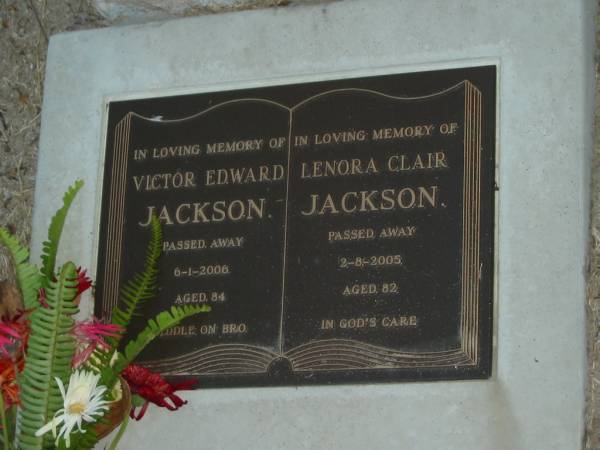 IN LOVING MEMORY OF
VICTOR EDWARD
JACKSON.
PASSED AWAY
6-1-2006
AGED 84
DDLE ON BRO
IN LOVING MEMORY OF
LENORA CLAIR
JACKSON.
PASSED AWAY
2-8-2005
AGED 82
IN GOD'S CARE